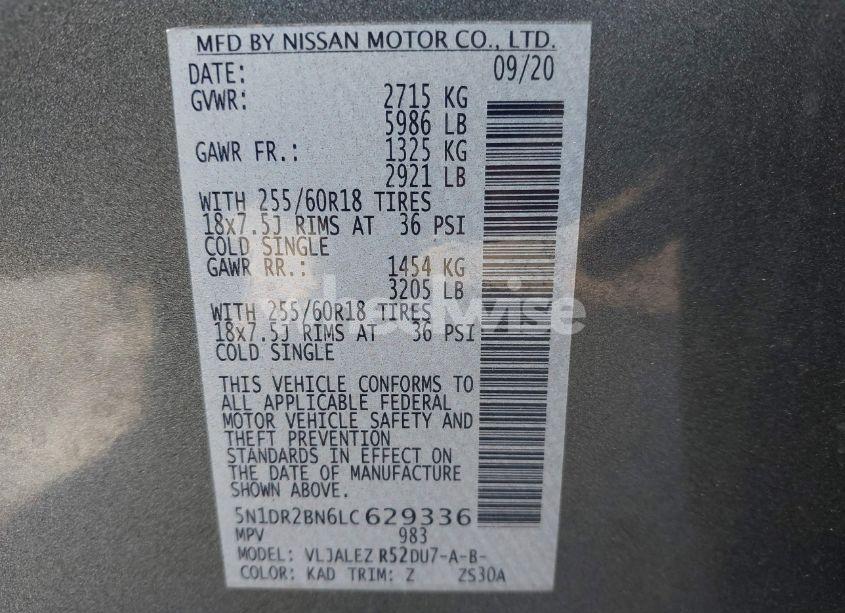 MFD BY NISSAN MOTOR CO., LTD.
DATE: 09/20
GVWR: 2715 KG
5986 LB
GAWR FR.: 1325 KG
2921 LB
WITH 255/60R18 TIRES
18x7.5J RIMS AT 36 PSI
COLD SINGLE
GAWR RR.: 1454 KG
3205 LB
WITH 255/60R18 TIRES
18x7.5J RIMS AT 36 PSI
COLD SINGLE
THIS VEHICLE CONFORMS TO
ALL APPLICABLE FEDERAL
MOTOR VEHICLE SAFETY AND
THEFT PREVENTION
STANDARDS IN EFFECT ON
THE DATE OF MANUFACTURE
SHOWN ABOVE.
5N1DR2BN6LC629336
MPV 983
MODEL: VLJALEZ R52DU7-A-B-
COLOR: KAD TRIM: Z ZS30A